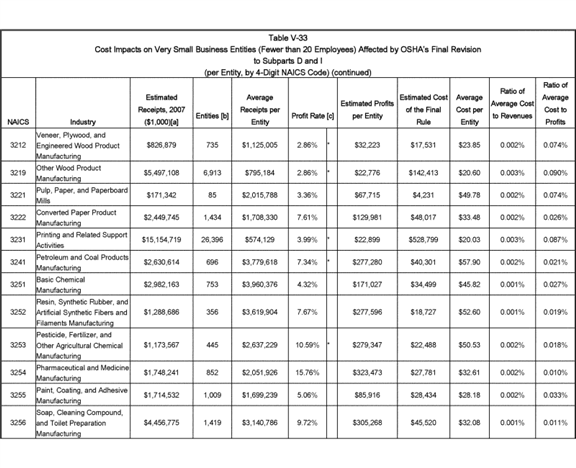 Table V-33
Cost Impacts on Very Small Business Entities (Fewer than 20 Employees) Affected by OSHA's Final Revision
to Subparts D and I
(per Entity, by 4-Digit NAICS Code) (continued)
NAICS Industry Estimated Receipts, 2007 ($1,000)[a] Entities [b] Average Receipts per Entity Profit Rate [c] Estimated Profits per Entity Estimated Cost of the Final Rule Average Cost per Entity Ratio of Average Cost to Revenues Ratio of Average Cost to Profits
3212 Veneer, Plywood, and Engineered Wood Product Manufacturing $826,879 735 $1,125,005 2.86% * $32,223 $17,531 $23.85 0.002% 0.074%
3219 Other Wood Product Manufacturing $5,497,108 6,913 $795,184 2.86% * $22,776 $142,413 $20.60 0.003% 0.090%
3221 Pulp, Paper, and Paperboard Mills $171,342 85 $2,015,788 3.36% $67,715 $4,231 $49.78 0.002% 0.074%
3222 Converted Paper Product Manufacturing $2,449,745 1,434 $1,708,330 7.61% $129,981 $48,017 $33.48 0.002% 0.026%
3231 Printing and Related Support Activities $15,154,719 26,396 $574,129 3.99% * $22,899 $528,799 $20.03 0.003% 0.087%
3241 Petroleum and Coal Products Manufacturing $2,630,614 696 $3,779,618 7.34% * $277,280 $40,301 $57.90 0.002% 0.021%
3251 Basic Chemical Manufacturing $2,982,163 753 $3,960,376 4.32% $171,027 $34,499 $45.82 0.001% 0.027%
3252 Resin, Synthetic Rubber, and Artificial Synthetic Fibers and Filaments Manufacturing $1,288,686 356 $3,619,904 7.67% $277,596 $18,727 $52.60 0.001% 0.019%
3253 Pesticide, Fertilizer, and Other Agricultural Chemical Manufacturing $1,173,567 445 $2,637,229 10.59% * $279,347 $22,488 $50.53 0.002% 0.018%
3254 Pharmaceutical and Medicine Manufacturing $1,748,241 852 $2,051,926 15.76% $323,473 $27,781 $32.61 0.002% 0.010%
3255 Paint, Coating, and Adhesive Manufacturing $1,714,532 1,009 $1,699,239 5.06% $85,916 $28,434 $28.18 0.002% 0.033%
3256 Soap, Cleaning Compound, and Toilet Preparation Manufacturing $4,456,775 1,419 $3,140,786 9.72% $305,268 $45,520 $32.08 0.001% 0.011%